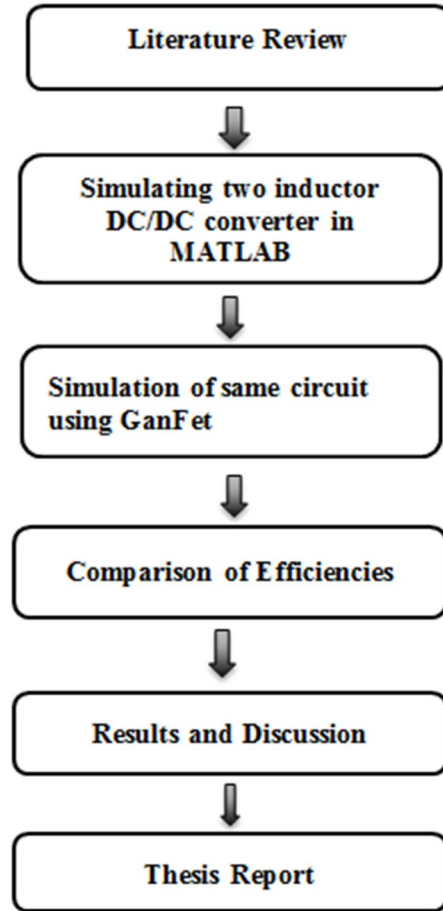 Literature Review
Simulating two inductor
DC/DC converter in
MATLAB
Simulation of same circuit
using GanFet
Comparison of Efficiencies
Results and Discussion
Thesis Report